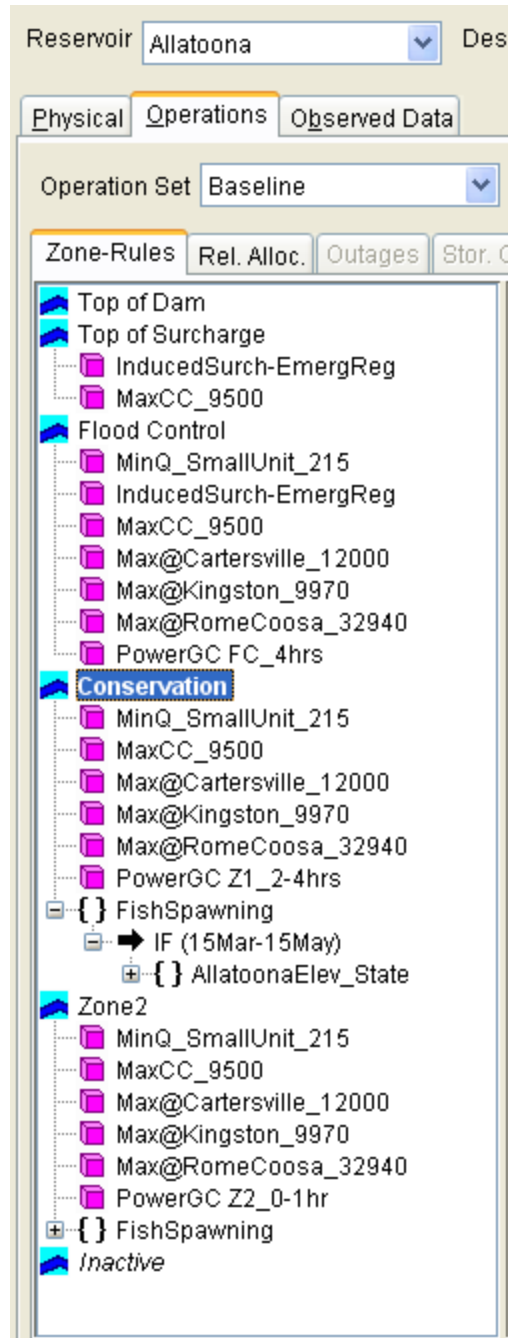 Reservoir Allatoona Des
Physical Operations Observed Data
Operation Set Baseline
Zone-Rules Rel. Alloc. Outages Stor.
Top of Dam
Top of Surcharge
InducedSurch-EmergReg
MaxCC_9500
Flood Control
MinQ_SmallUnit_215
InducedSurch-EmergReg
MaxCC_9500
Max@Cartersville_12000
Max@Kingston_9970
Max@RomeCoosa_32940
PowerGC FC_4hrs
Conservation
MinQ_SmallUnit_215
MaxCC_9500
Max@Cartersville_12000
Max@Kingston_9970
Max@RomeCoosa_32940
PowerGC Z1_2-4hrs
{ } FishSpawning
IF (15Mar-15May)
{ } AllatoonaElev_State
Zone2
MinQ_SmallUnit_215
MaxCC_9500
Max@Cartersville_12000
Max@Kingston_9970
Max@RomeCoosa_32940
PowerGC Z2_0-1hr
{ } FishSpawning
Inactive